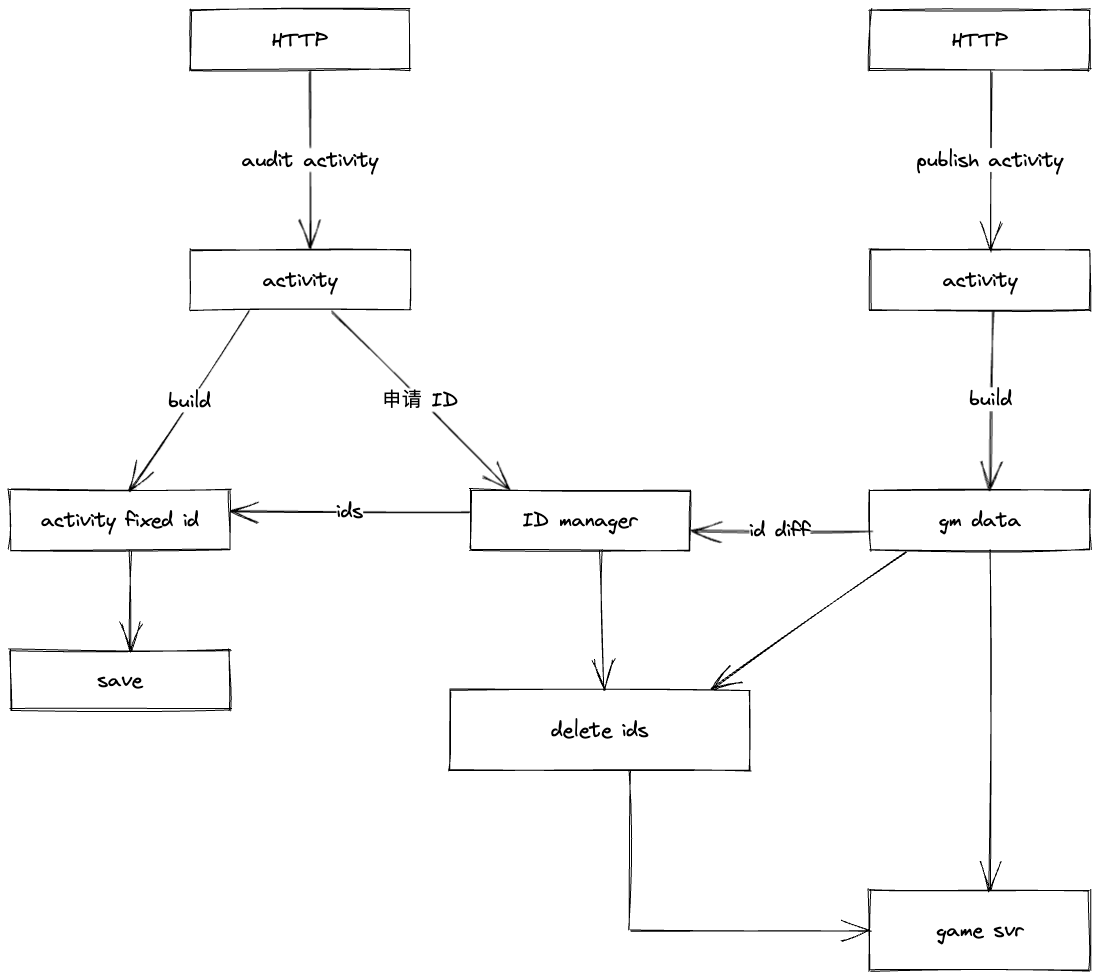 HTTP
HTTP
audit activity
publish activity
activity
activity
build
申请 ID
build
activity fixed id
ids
ID manager
id diff
gm data
save
delete ids
game svr